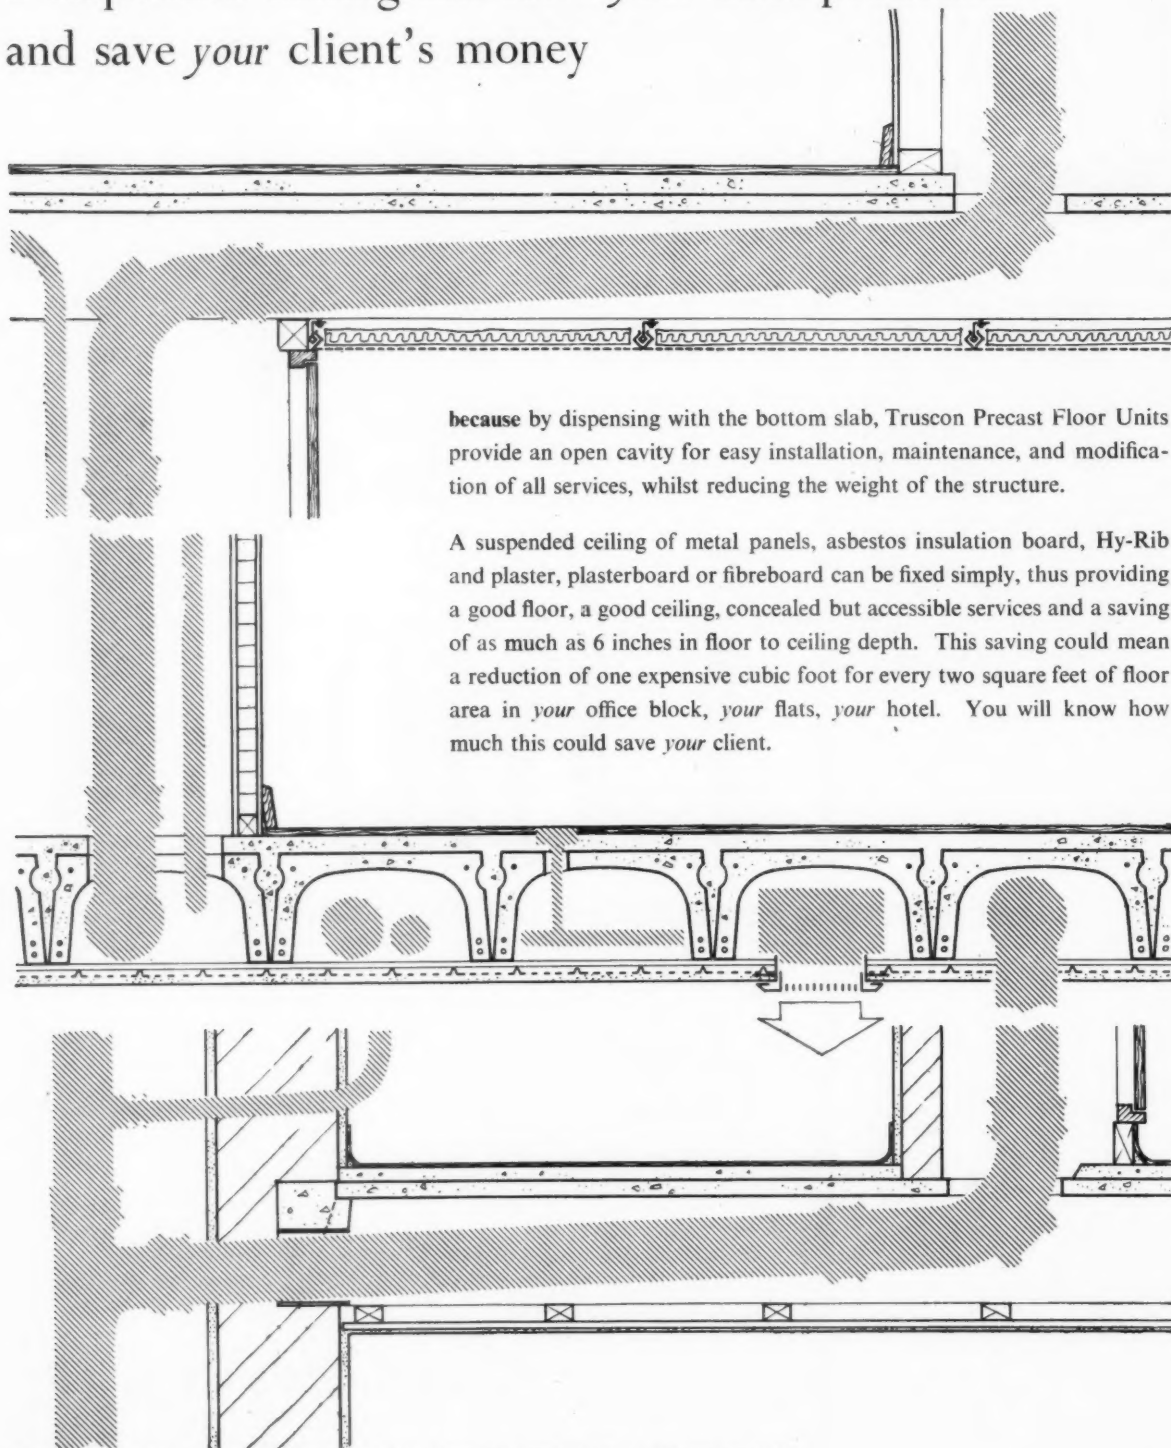 and save your client's money
because by dispensing with the bottom slab, Truscon Precast Floor Units
provide an open cavity for easy installation, maintenance, and modifica-
tion of all services, whilst reducing the weight of the structure.
A suspended ceiling of metal panels, asbestos insulation board, Hy-Rib
and plaster, plasterboard or fibreboard can be fixed simply, thus providing
a good floor, a good ceiling, concealed but accessible services and a saving
of as much as 6 inches in floor to ceiling depth. This saving could mean
a reduction of one expensive cubic foot for every two square feet of floor
area in your office block, your flats, your hotel. You will know how
much this could save your client.